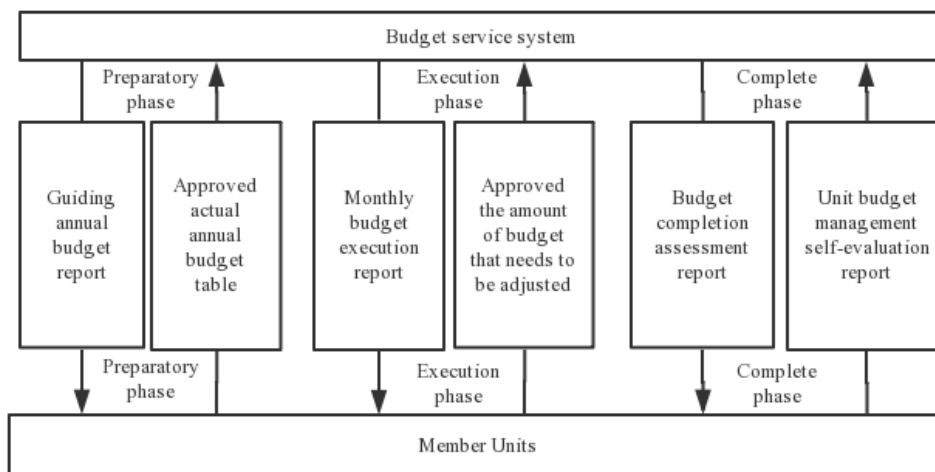 Budget service system
Preparatory
phase
Execution
phase
Complete
phase
Guiding
annual
budget
report
Approved
actual
annual
budget
table
Monthly
budget
execution
report
Approved
the amount
of budget
that needs to
be adjusted
Budget
completion
assessment
report
Unit budget
management
self-evaluation
report
Preparatory
phase
Execution
phase
Complete
phase
Member Units